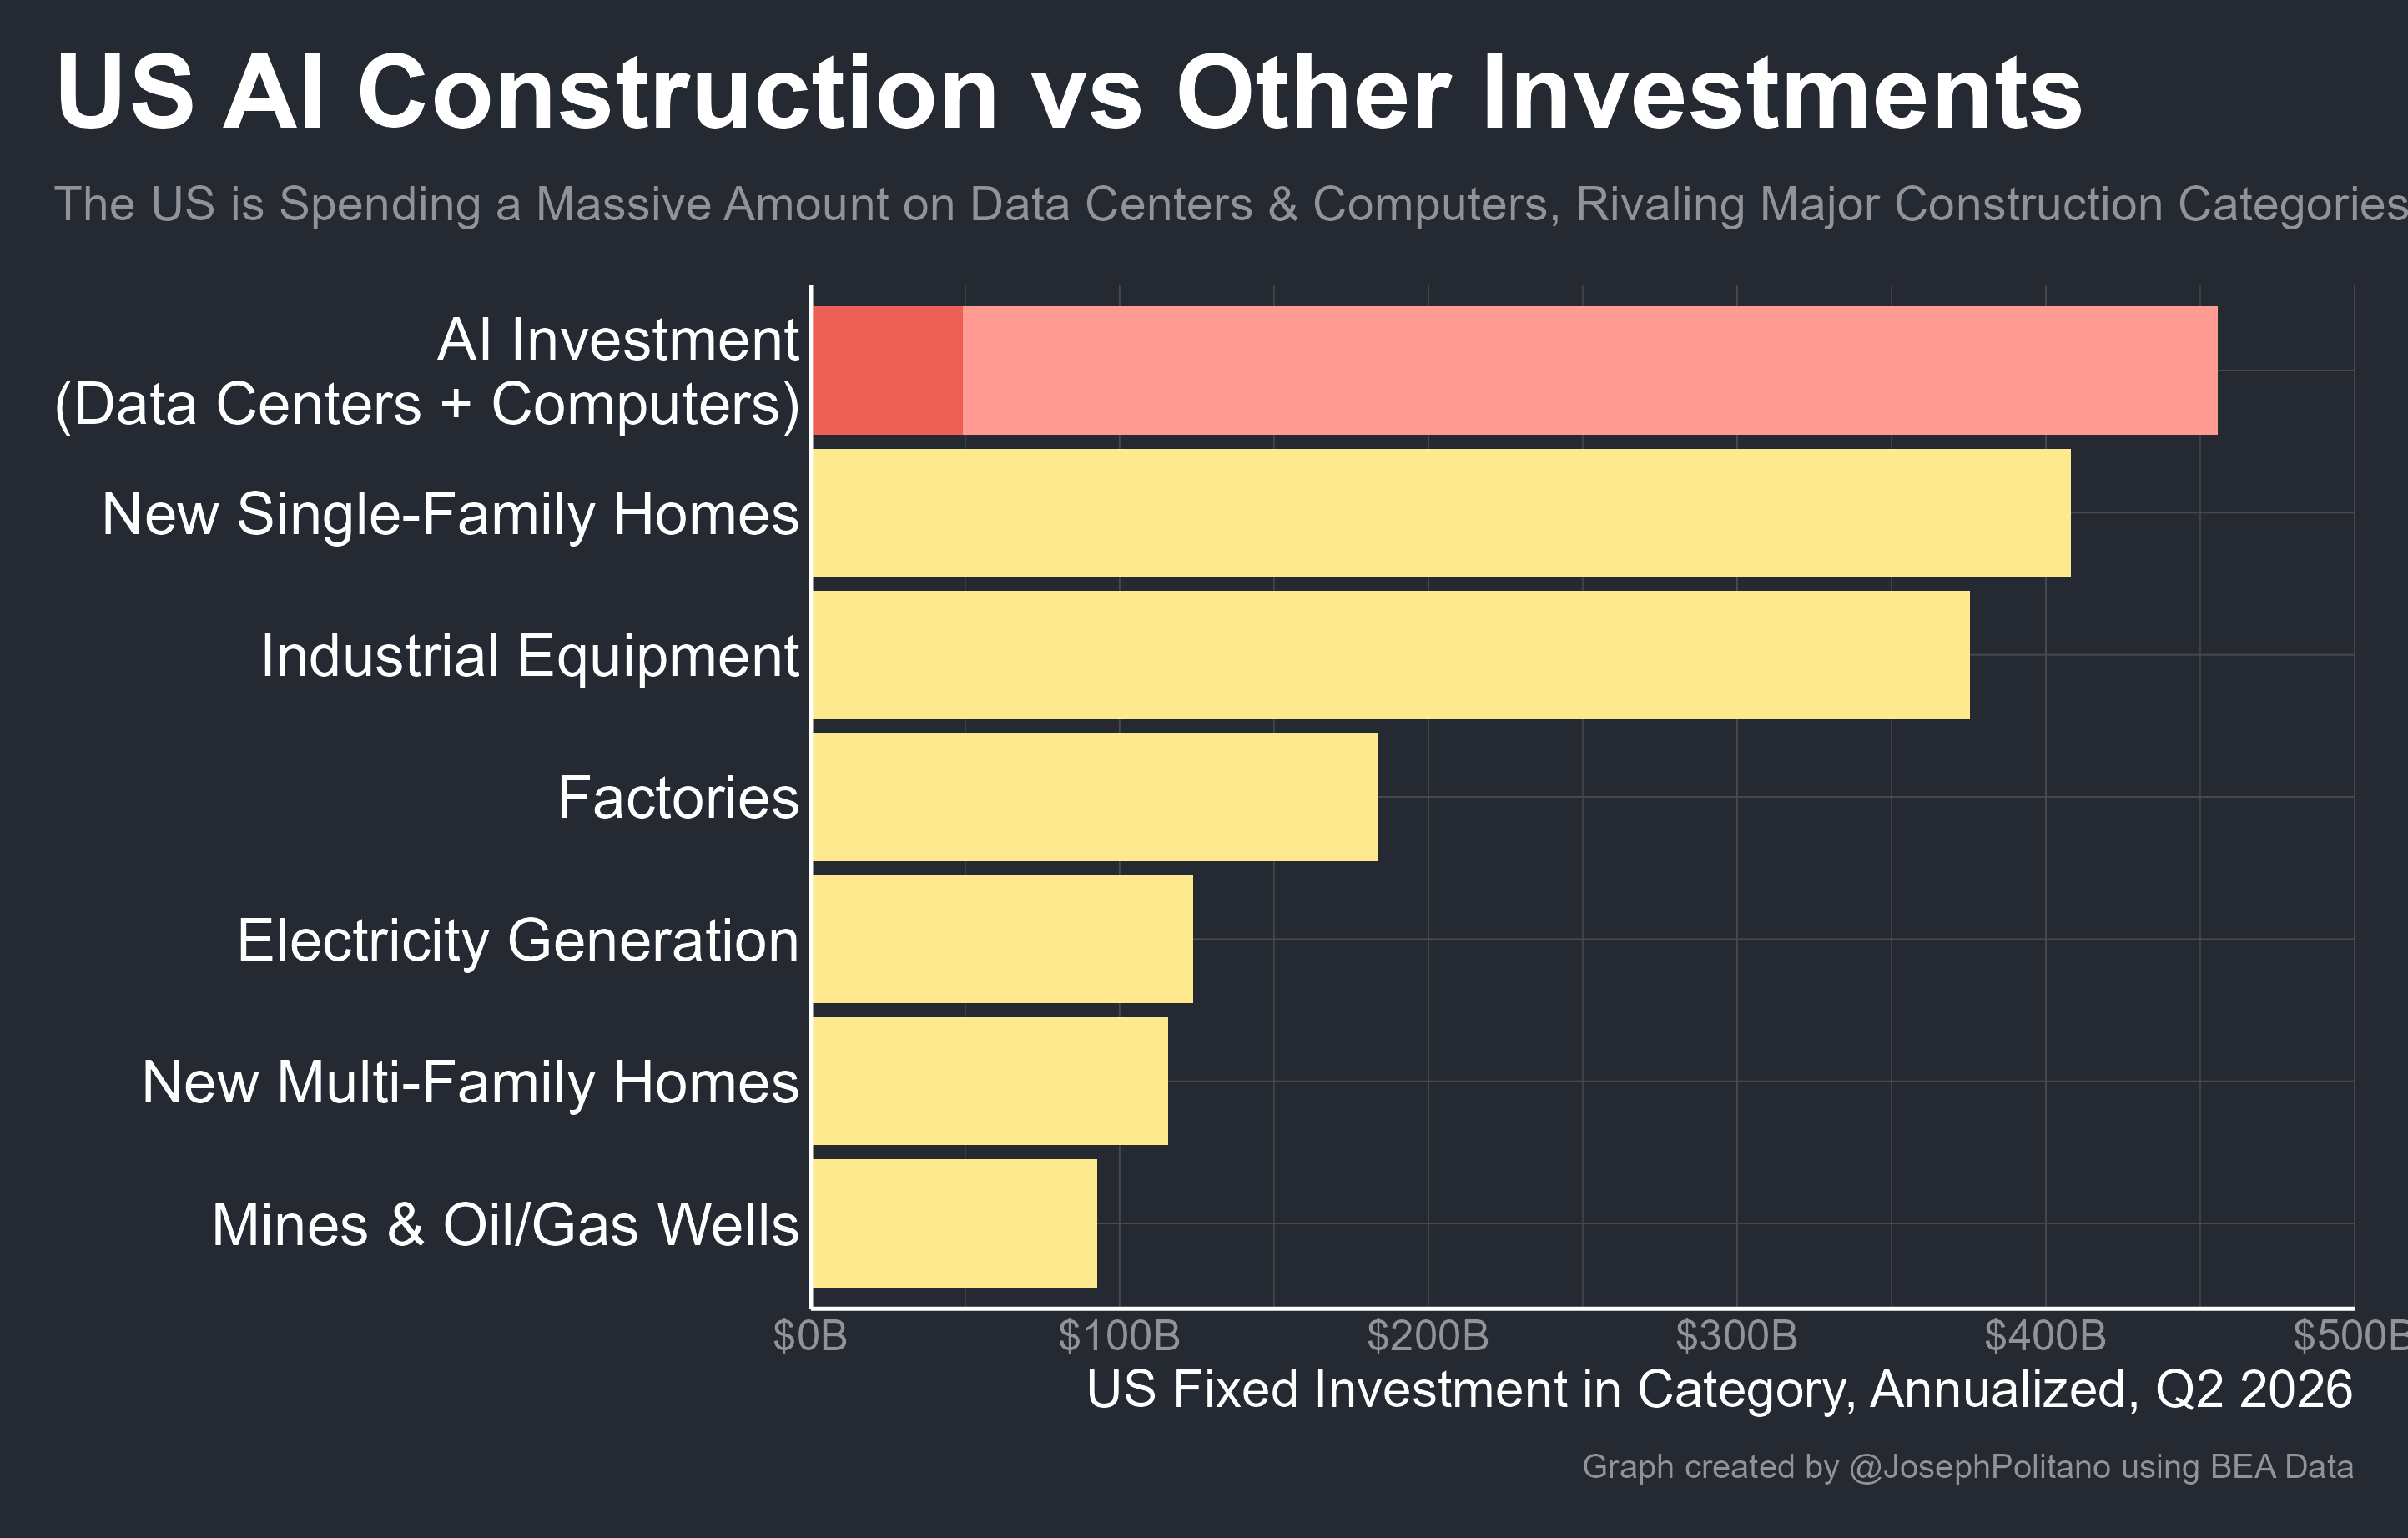 US AI Construction vs Other Investments
The US is Spending a Massive Amount on Data Centers & Computers, Rivaling Major Construction Categories
AI Investment
(Data Centers + Computers)
New Single-Family Homes
Industrial Equipment
Factories
Electricity Generation
New Multi-Family Homes
Mines & Oil/Gas Wells
$0B $100B $200B $300B $400B $500B
US Fixed Investment in Category, Annualized, Q2 2026
Graph created by @JosephPolitano using BEA Data